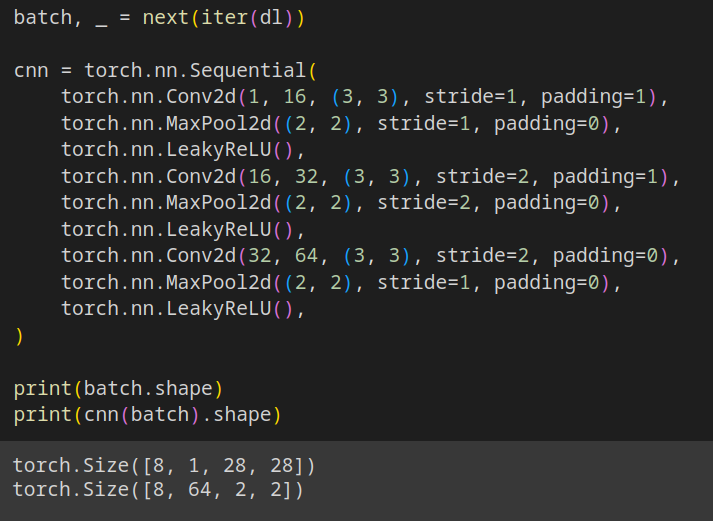 batch, _ = next(iter(dl))
cnn = torch.nn.Sequential(
    torch.nn.Conv2d(1, 16, (3, 3), stride=1, padding=1),
    torch.nn.MaxPool2d((2, 2), stride=1, padding=0),
    torch.nn.LeakyReLU(),
    torch.nn.Conv2d(16, 32, (3, 3), stride=2, padding=1),
    torch.nn.MaxPool2d((2, 2), stride=2, padding=0),
    torch.nn.LeakyReLU(),
    torch.nn.Conv2d(32, 64, (3, 3), stride=2, padding=0),
    torch.nn.MaxPool2d((2, 2), stride=1, padding=0),
    torch.nn.LeakyReLU(),
)
print(batch.shape)
print(cnn(batch).shape)
torch.Size([8, 1, 28, 28])
torch.Size([8, 64, 2, 2])